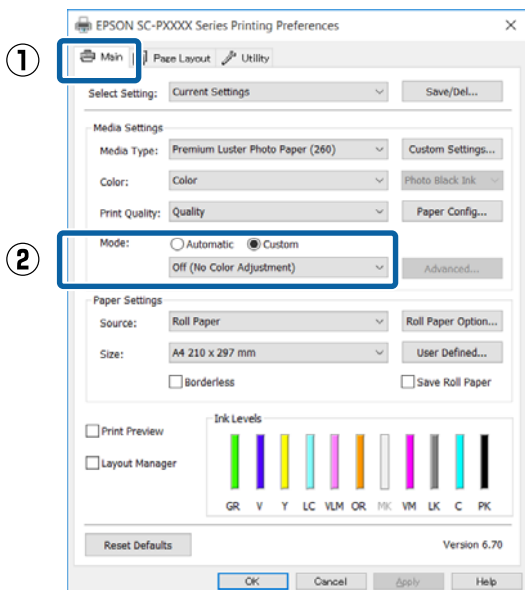 EPSON SC-PXXXX Series Printing Preferences
① Main Page Layout Utility
Select Setting: Current Settings Save/Del...
Media Settings
Media Type: Premium Luster Photo Paper (260) Custom Settings...
Color: Color Photo Black Ink
Print Quality: Quality Paper Config...
② Mode: Automatic Custom
Off (No Color Adjustment) Advanced...
Paper Settings
Source: Roll Paper Roll Paper Option...
Size: A4 210 x 297 mm User Defined...
Borderless Save Roll Paper
Ink Levels
Print Preview
Layout Manager
GR V Y LC VLM OR MK VM LK C PK
Reset Defaults Version 6.70
OK Cancel Apply Help